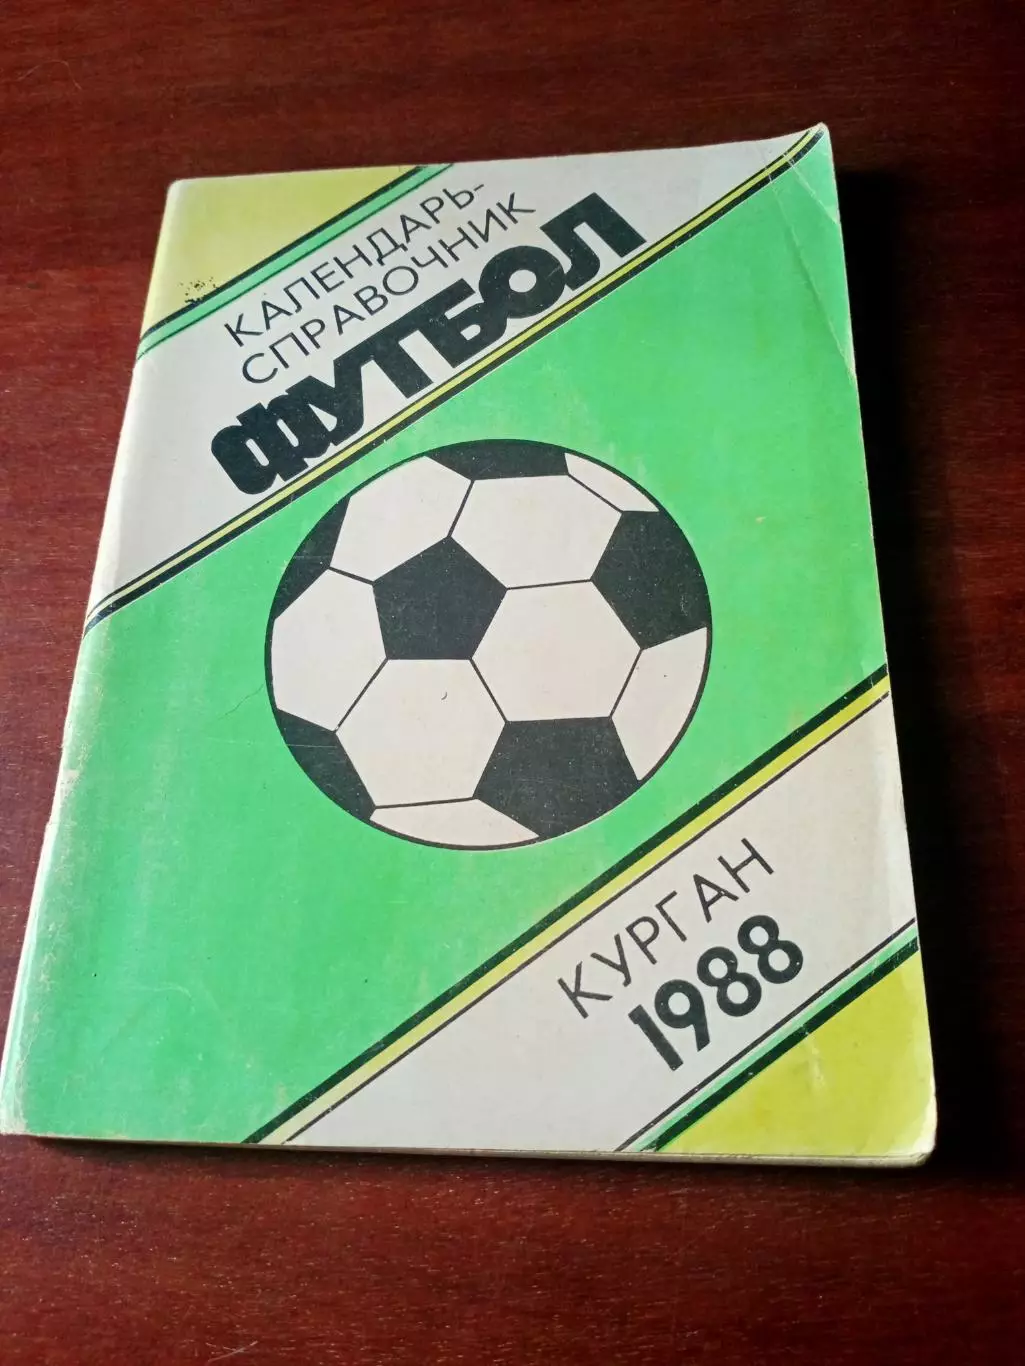 КАЛЕНДАРЬ-
СПРАВОЧНИК
ФУТБОЛ
КУРГАН
1988